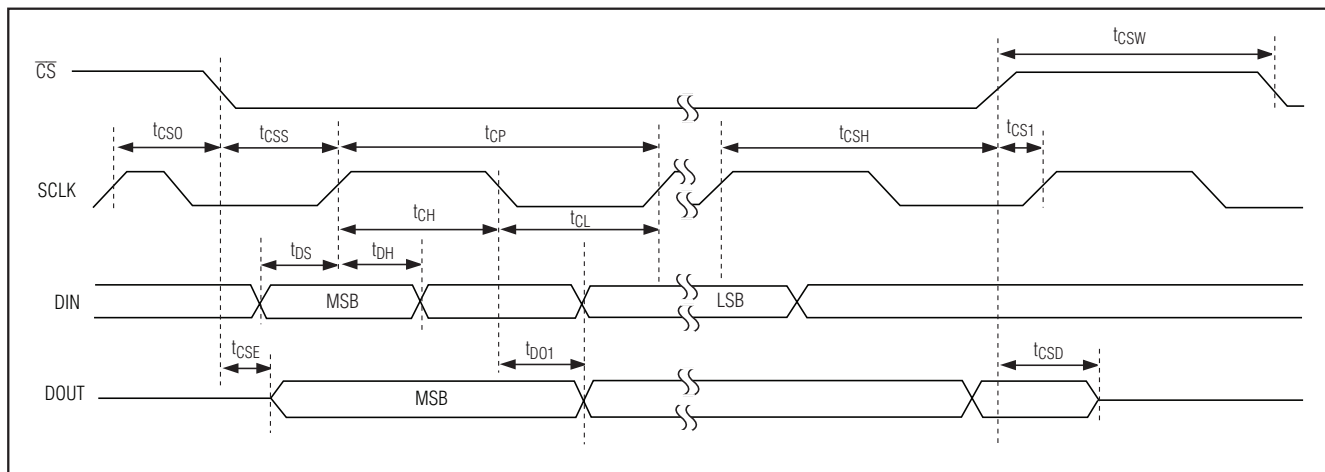 tCSW
CS
tCSO tCSS tCP tCSH tCS1
SCLK
tCH tCL
tDS tDH
DIN MSB LSB
tCSE tDO1 tCSD
DOUT MSB